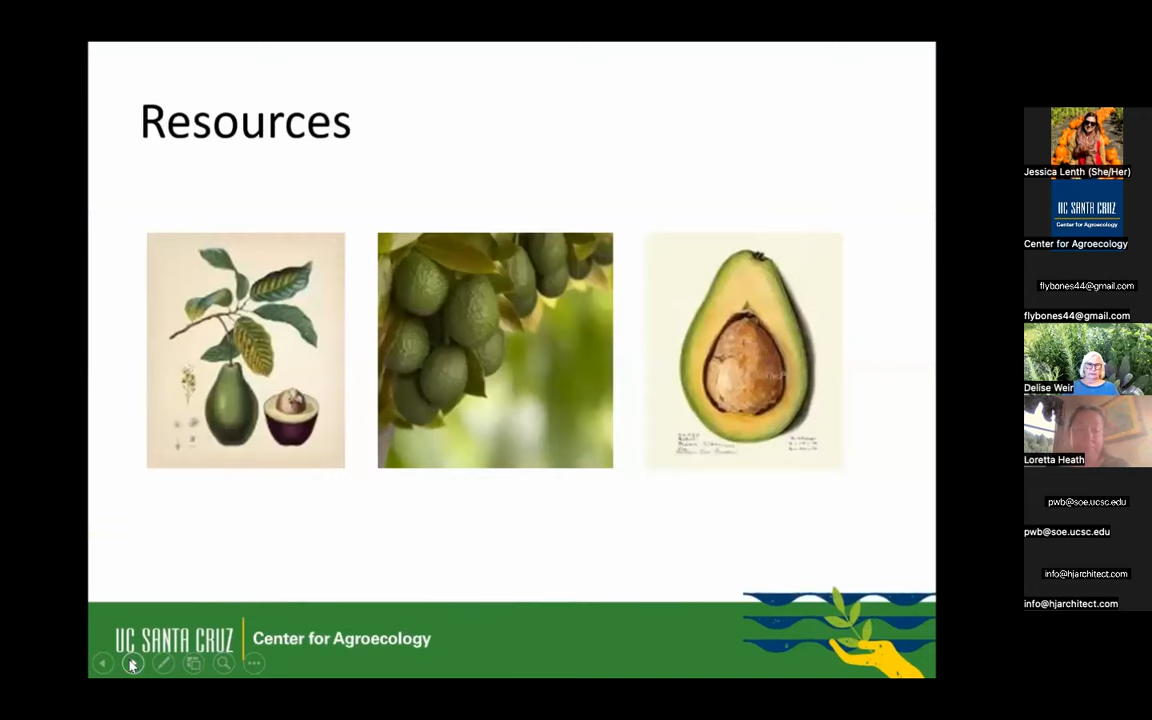 Resources
UC SANTA CRUZ
Center for Agroecology
Jessica Lenth (She/Her)
UC SANTA CRUZ
Center for Agroecology
Center for Agroecology
flybones44@gmail.com
flybones44@gmail.com
Delise Weir
Loretta Heath
pwb@soe.ucsc.edu
pwb@soe.ucsc.edu
info@hjarchitect.com
info@hjarchitect.com